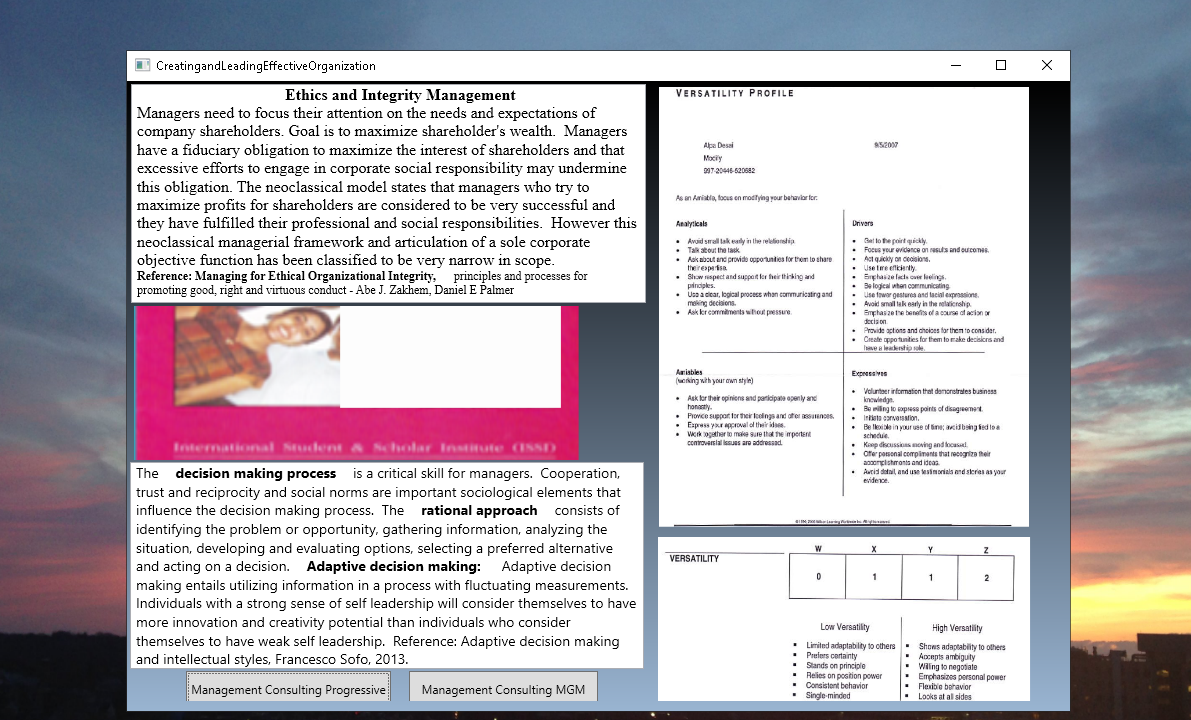 CreatingandLeadingEffectiveOrganization
Ethics and Integrity Management
Managers need to focus their attention on the needs and expectations of
company shareholders. Goal is to maximize shareholder's wealth.  Managers
have a fiduciary obligation to maximize the interest of shareholders and that
excessive efforts to engage in corporate social responsibility may undermine
this obligation. The neoclassical model states that managers who try to
maximize profits for shareholders are considered to be very successful and
they have fulfilled their professional and social responsibilities.  However this
neoclassical managerial framework and articulation of a sole corporate
objective function has been classified to be very narrow in scope.
Reference: Managing for Ethical Organizational Integrity, principles and processes for
promoting good, right and virtuous conduct - Abe J. Zakhem, Daniel E Palmer
International Student & Scholar Institute (ISSI)
The decision making process is a critical skill for managers.  Cooperation,
trust and reciprocity and social norms are important sociological elements that
influence the decision making process.  The rational approach consists of
identifying the problem or opportunity, gathering information, analyzing the
situation, developing and evaluating options, selecting a preferred alternative
and acting on a decision. Adaptive decision making: Adaptive decision
making entails utilizing information in a process with fluctuating measurements.
Individuals with a strong sense of self leadership will consider themselves to have
more innovation and creativity potential than individuals who consider
themselves to have weak self leadership.  Reference: Adaptive decision making
and intellectual styles, Francesco Sofo, 2013.
Management Consulting Progressive
Management Consulting MGM
VERSATILITY PROFILE
Alpa Desai
9/5/2007
Modify
997-20446-520682
As an Amiable, focus on modifying your behavior for:
Analyticals
• Avoid small talk early in the relationship.
• Talk about the task.
• Ask about and provide opportunities for them to share
their expertise.
• Show respect and support for their thinking and
principles.
• Use a clear, logical process when communicating and
making decisions.
• Ask for commitments without pressure.
Drivers
• Get to the point quickly.
• Focus your evidence on results and outcomes.
• Act quickly on decisions.
• Use time efficiently.
• Emphasize facts over feelings.
• Be logical when communicating.
• Use fewer gestures and facial expressions.
• Avoid small talk early in the relationship.
• Emphasize the benefits of a course of action or
decision
• Provide options and choices for them to consider.
• Create opportunities for them to make decisions and
have a leadership role.
Amiables
(working with your own style)
• Ask for their opinions and participate openly and
honestly.
• Provide support for their feelings and offer assurances.
• Express your approval of their ideas.
• Work together to make sure that the important
controversial issues are addressed.
Expressives
• Volunteer information that demonstrates business
knowledge.
• Be willing to express points of disagreement.
• Initiate conversation.
• Be flexible in your use of time; avoid being tied to a
schedule.
• Keep discussions moving and focused.
• Offer personal compliments that recognize their
accomplishments and ideas.
• Avoid detail, and use testimonials and stories as your
evidence.
VERSATILITY
W X Y Z
0 1 1 2
Low Versatility
▪ Limited adaptability to others
▪ Prefers certainty
▪ Stands on principle
▪ Relies on position power
▪ Consistent behavior
▪ Single-minded
High Versatility
▪ Shows adaptability to others
▪ Accepts ambiguity
▪ Willing to negotiate
▪ Emphasizes personal power
▪ Flexible behavior
▪ Looks at all sides